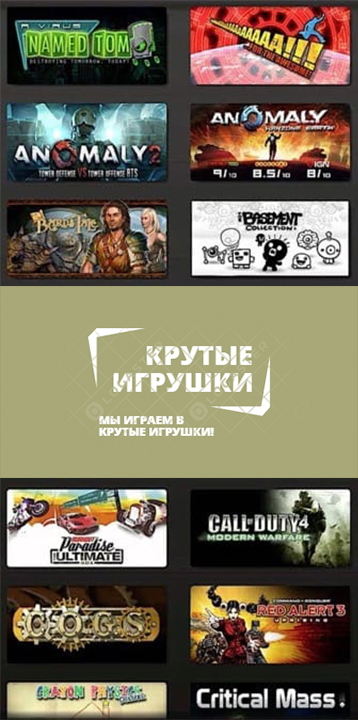 A VIRUS
NAMED TOM
DESTROYING TOMORROW, TODAY!
AAAAA!!!
FOR THE AWESOME!
ANOMALY 2
TOWER DEFENSE VS TOWER OFFENSE RTS
ANOMALY
WARZONE EARTH
IGN
9/10 8.5/10 8/10
THE BARD'S TALE
THE BASEMENT
COLLECTION!
КРУТЫЕ
ИГРУШКИ
МЫ ИГРАЕМ В
КРУТЫЕ ИГРУШКИ!
BURNOUT
Paradise
THE ULTIMATE
BOX
CALL OF DUTY 4
MODERN WARFARE
COGS
COMMAND & CONQUER
RED ALERT 3
UPRISING
CRAYON PHYSICS
DELUXE
Critical Mass